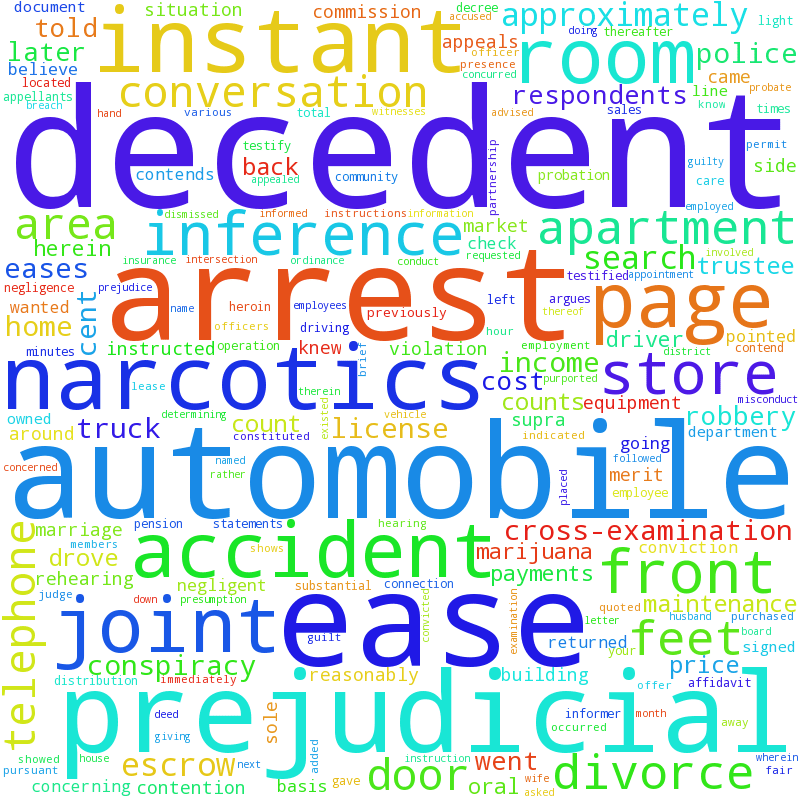 document situation commission decree accused light
told instant approximately
later conversation appeals officer doing thereafter
believe presence room police
located concurred came probate
appellants respondents line know
breach hand various total witnesses advised sales times
decedent
contends testify back community partnership probation guilty permit side
appealed care
area dismissed informed instructions information market employed
herein inference check apartment
insurance intersection ordinance conduct requested search involved
eases testified appointment trustee
negligence prejudice arrest left argues page
wanted cent name heroin employees previously thereof pointed
home officers driving hour driver
minutes instructed operation knew brief violation employment district contend
narcotics income store
lease therein cost purported misconduct
owned determining existed vehicle counts equipment robbery
around truck count license supra department
constituted indicated going
concerned named automobile followed merit
rather placed employee
telephone pension statements hearing cross-examination
marriage accident
members drove shows marijuana conviction
rehearing negligent substantial connection payments front
judge down presumption convicted examination quoted maintenance
joint ease letter husband purchased
guilt feet your board
conspiracy returned price signed
distribution immediately reasonably building offer affidavit
prejudicial
deed sole informer month
giving occurred away
showed house added instruction went door divorce wherein
pursuant escrow next wife fair
concerning contention basis gave oral asked